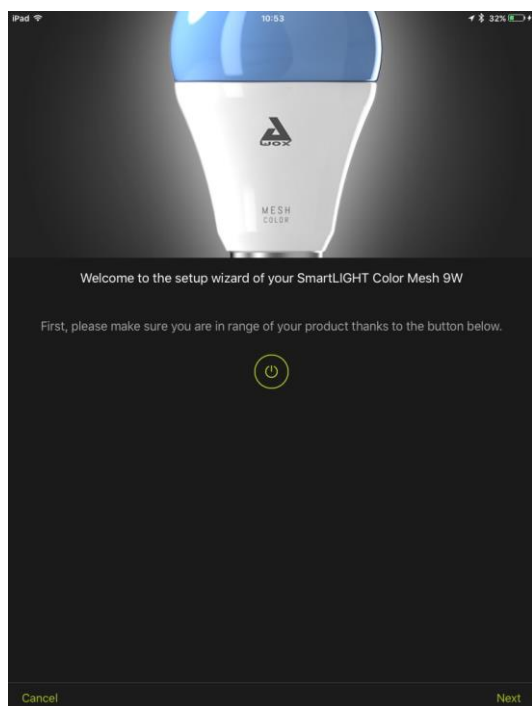 iPad 10:53 32%
AWOX
MESH
COLOR
Welcome to the setup wizard of your SmartLIGHT Color Mesh 9W
First, please make sure you are in range of your product thanks to the button below.
Cancel Next